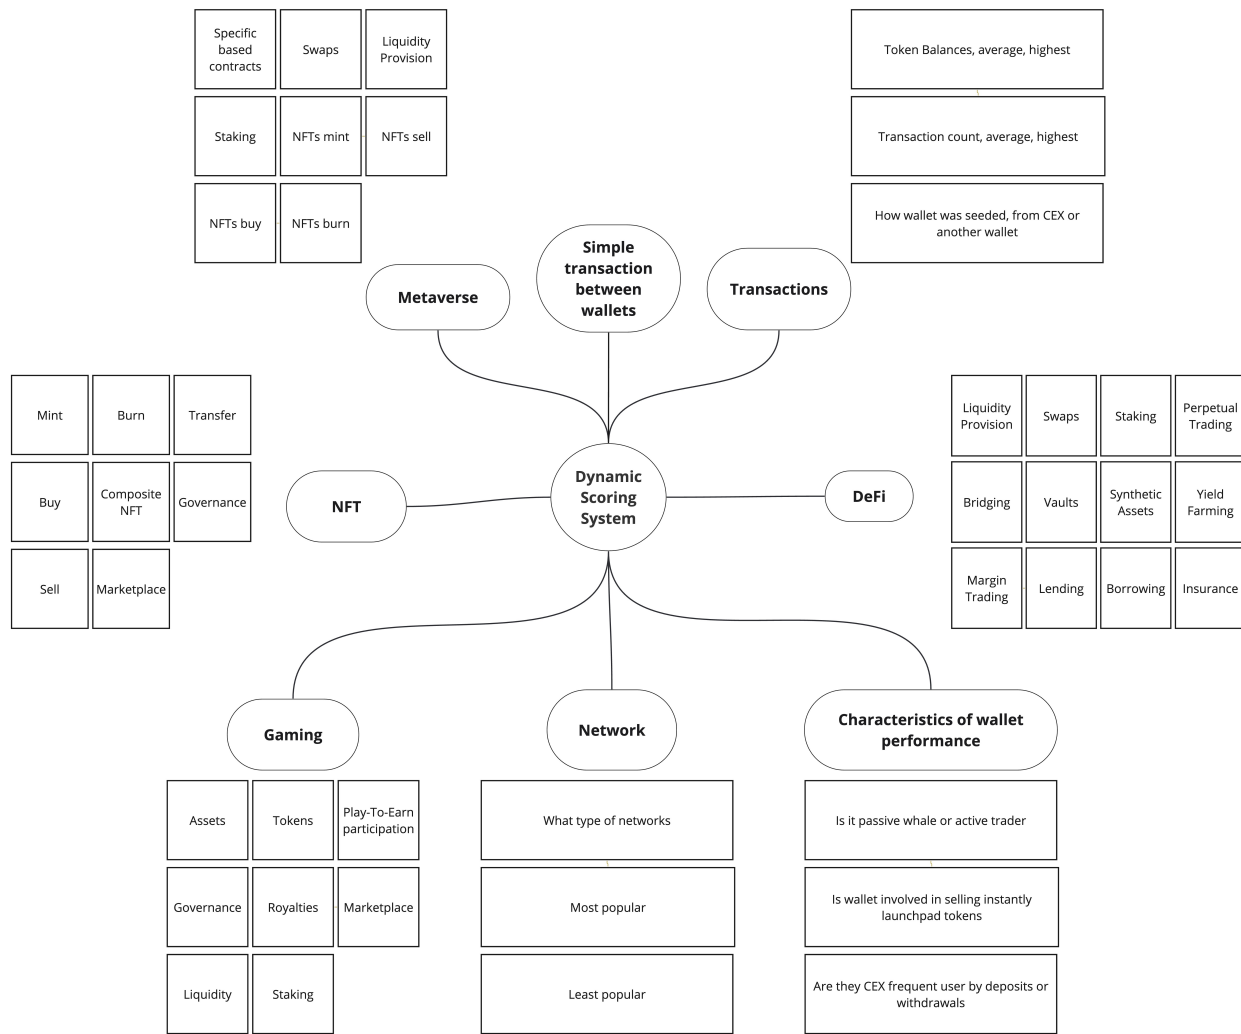 Specific
based
contracts
Swaps
Liquidity
Provision
Staking
NFTs mint
NFTs sell
NFTs buy
NFTs burn
Token Balances, average, highest
Transaction count, average, highest
How wallet was seeded, from CEX or
another wallet
Metaverse
Simple
transaction
between
wallets
Transactions
Mint
Burn
Transfer
Buy
Composite
NFT
Governance
Sell
Marketplace
NFT
Dynamic
Scoring
System
DeFi
Liquidity
Provision
Swaps
Staking
Perpetual
Trading
Bridging
Vaults
Synthetic
Assets
Yield
Farming
Margin
Trading
Lending
Borrowing
Insurance
Gaming
Network
Characteristics of wallet
performance
Assets
Tokens
Play-To-Earn
participation
Governance
Royalties
Marketplace
Liquidity
Staking
What type of networks
Most popular
Least popular
Is it passive whale or active trader
Is wallet involved in selling instantly
launchpad tokens
Are they CEX frequent user by deposits or
withdrawals